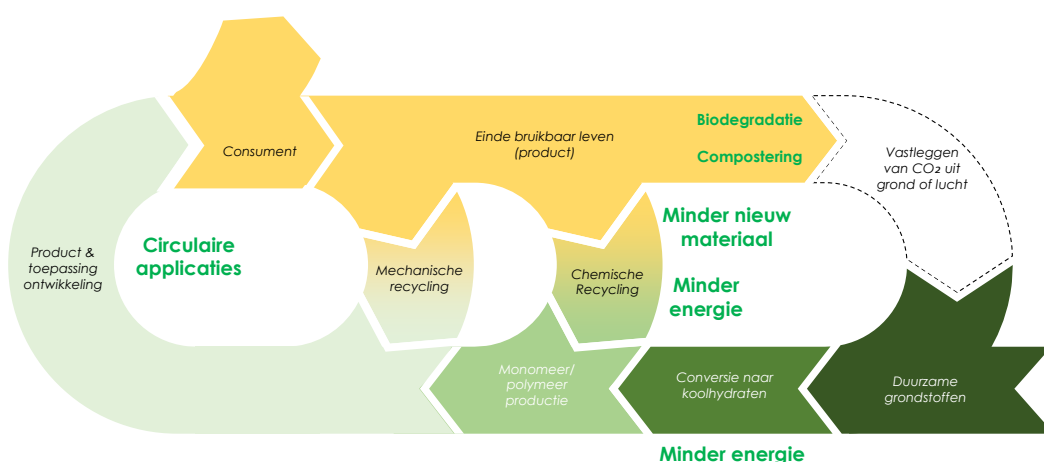 Consument
Einde bruikbaar leven
(product)
Biodegradatie
Compostering
Vastleggen
van CO₂ uit
grond of lucht
Product &
toepassing
ontwikkeling
Circulaire
applicaties
Mechanische
recycling
Chemische
Recycling
Minder nieuw
materiaal
Minder
energie
Monomeer/
polymeer
productie
Conversie naar
koolhydraten
Duurzame
grondstoffen
Minder energie